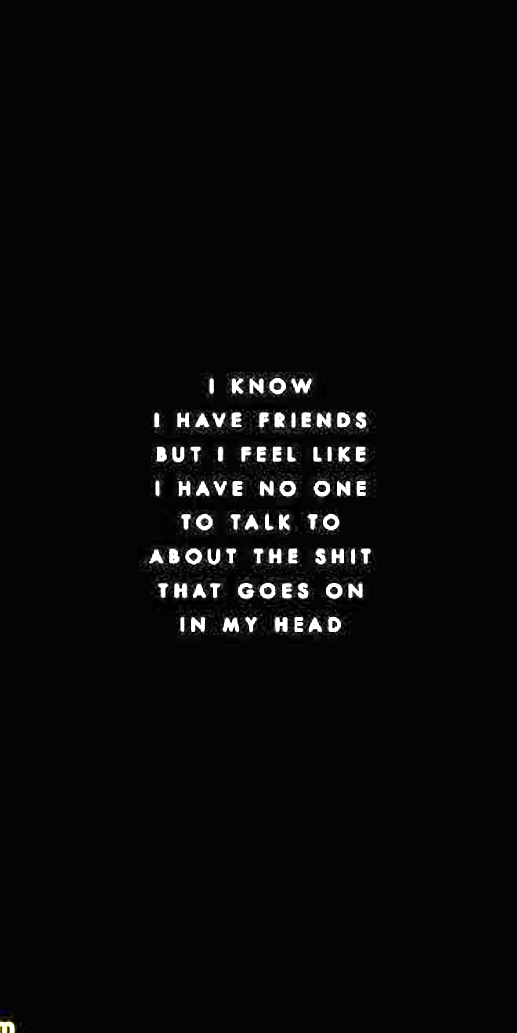 I KNOW
I HAVE FRIENDS
BUT I FEEL LIKE
I HAVE NO ONE
TO TALK TO
ABOUT THE SHIT
THAT GOES ON
IN MY HEAD
m